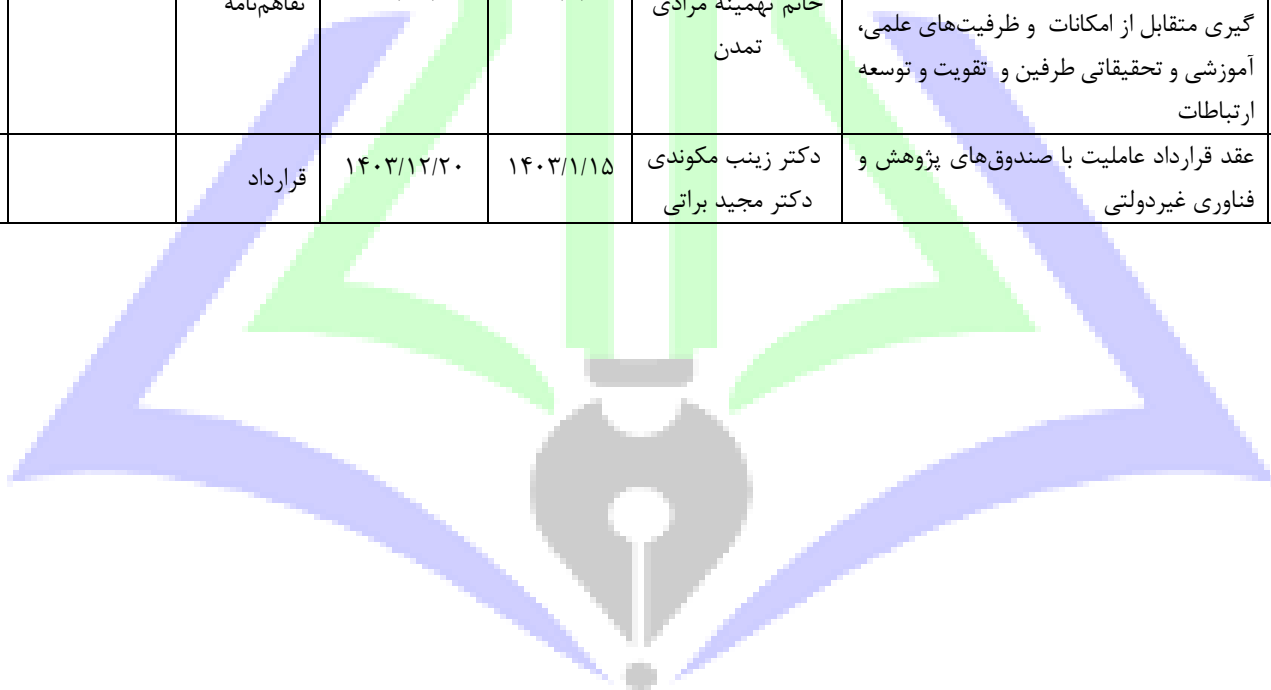 گیری متقابل از امکانات و ظرفیت‌های علمی،
آموزشی و تحقیقاتی طرفین و تقویت و توسعه
ارتباطات
خانم تهمینه مرادی
تمدن
تفاهم‌نامه
عقد قرارداد عاملیت با صندوق‌های پژوهش و
فناوری غیردولتی
دکتر زینب مکوندی
دکتر مجید براتی
۱۴۰۳/۱/۱۵
۱۴۰۳/۱۲/۲۰
قرارداد